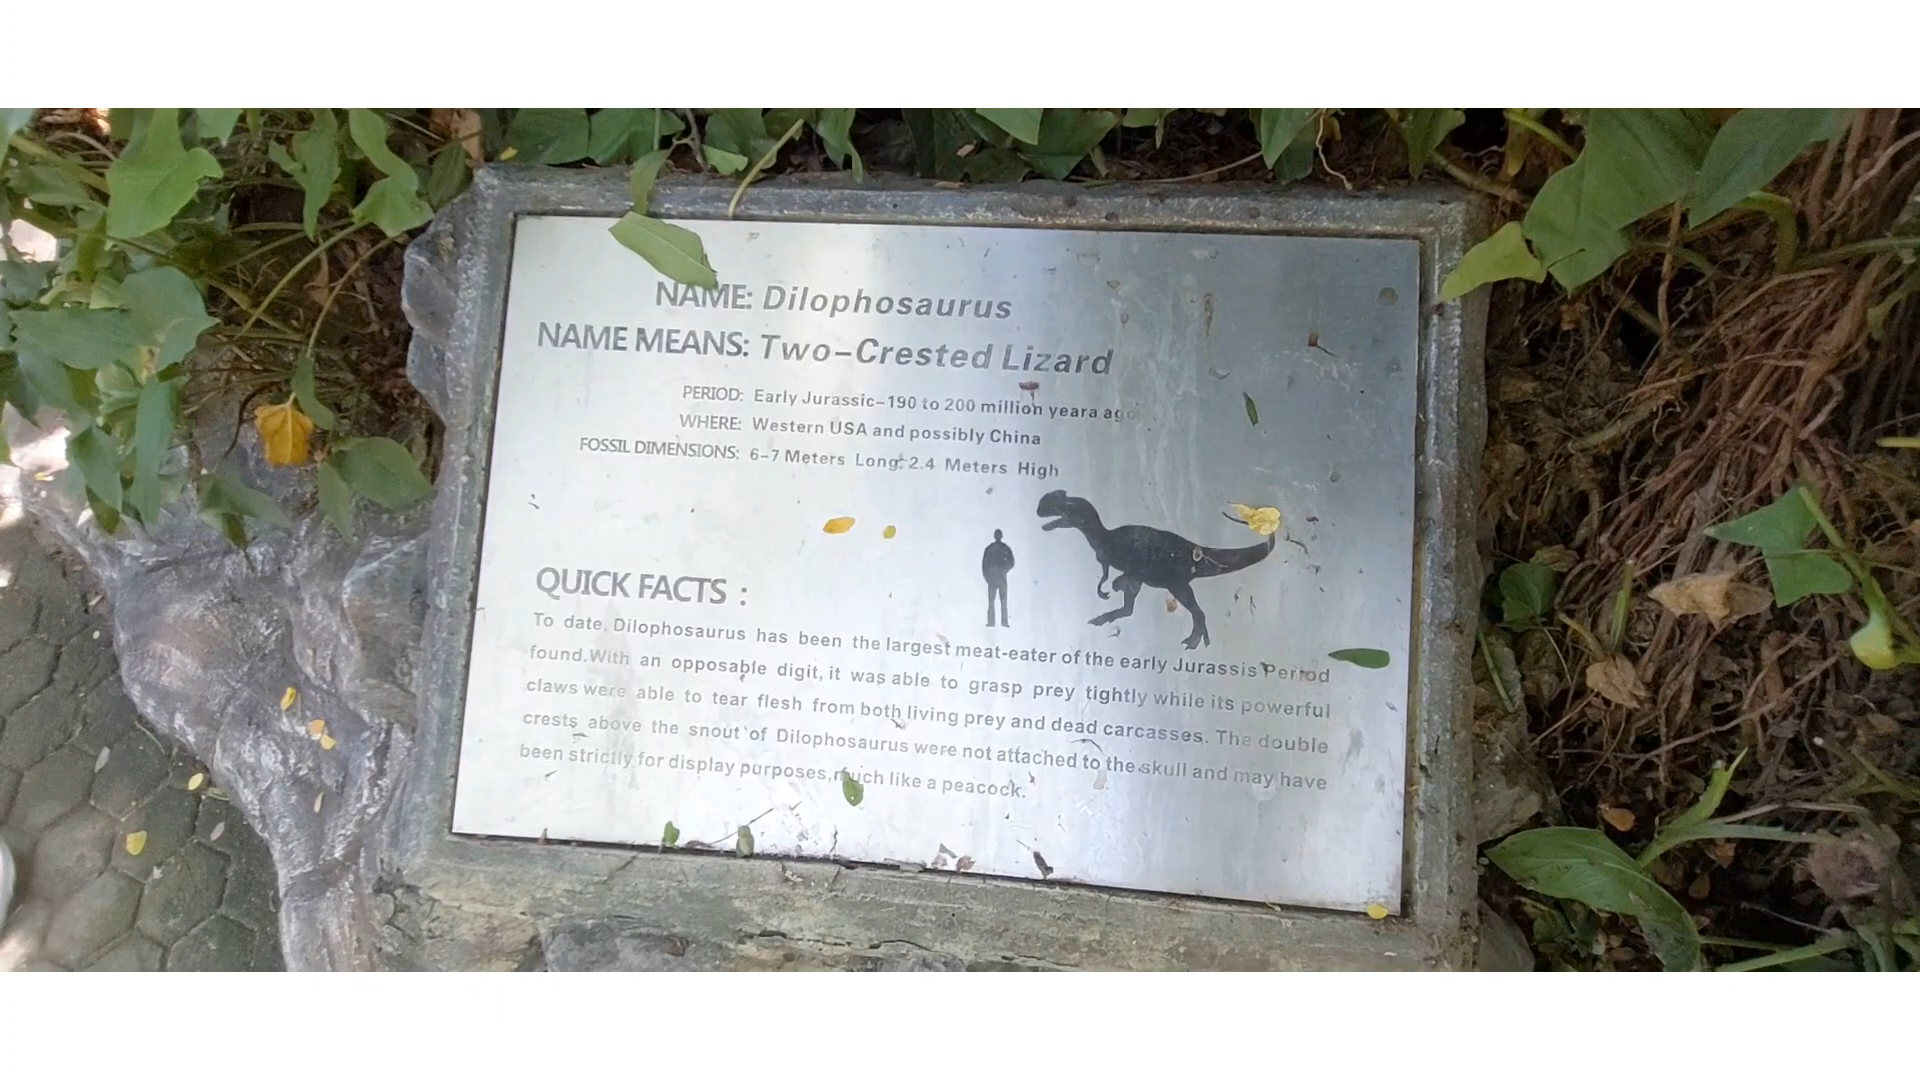 NAME: Dilophosaurus
NAME MEANS: Two-Crested Lizard
PERIOD: Early Jurassic-190 to 200 million yeara ago
WHERE: Western USA and possibly China
FOSSIL DIMENSIONS: 6-7 Meters Long; 2.4 Meters High
QUICK FACTS :
To date, Dilophosaurus has been the largest meat-eater of the early Jurassis Period
found.With an opposable digit, it was able to grasp prey tightly while its powerful
claws were able to tear flesh from both living prey and dead carcasses. The double
crests above the snout of Dilophosaurus were not attached to the skull and may have
been strictly for display purposes,much like a peacock.